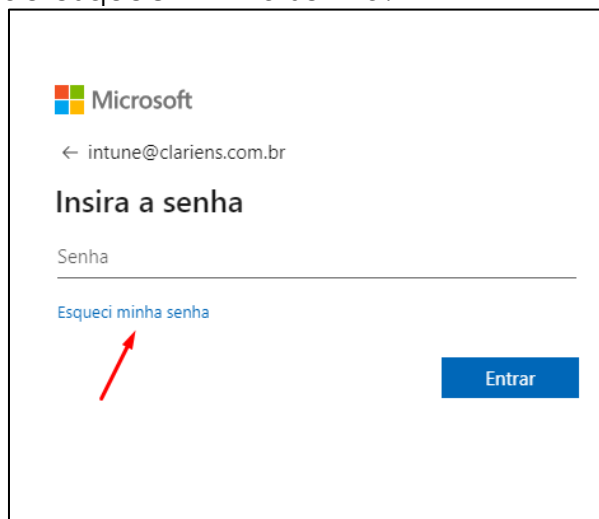 Microsoft
← intune@clariens.com.br
Insira a senha
Senha
Esqueci minha senha
Entrar